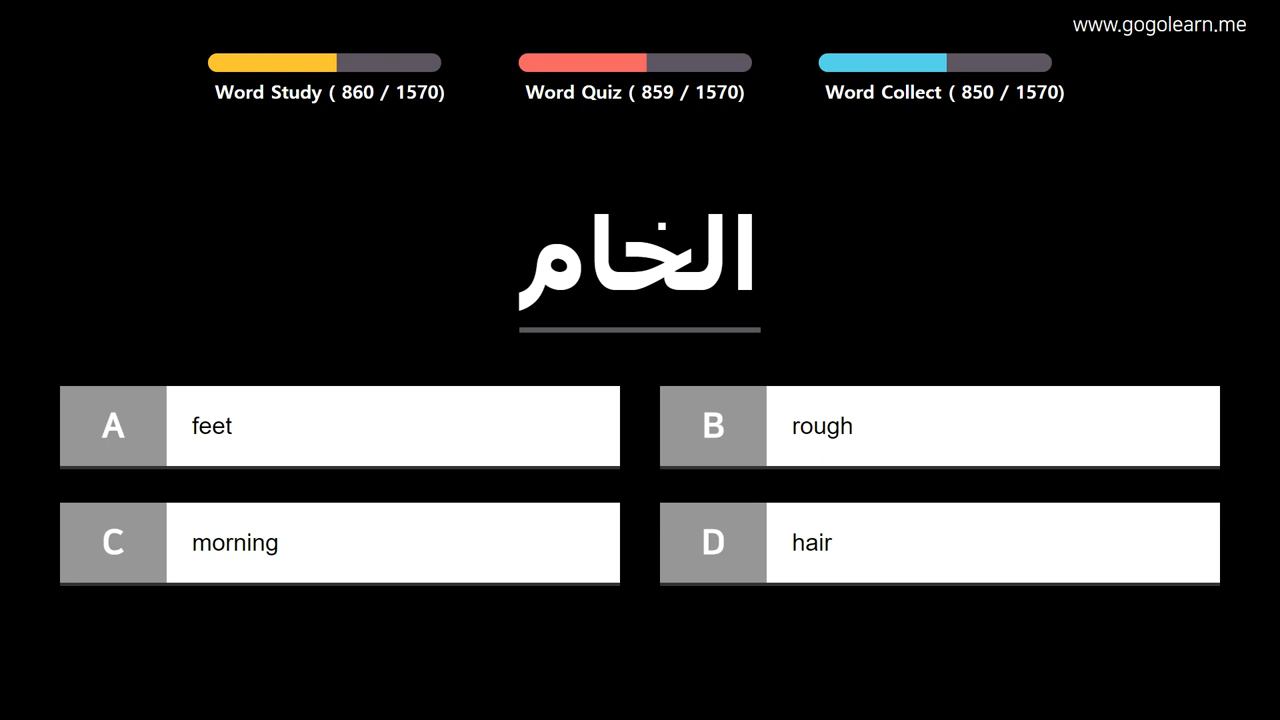 www.gogolearn.me
Word Study ( 860 / 1570)
Word Quiz ( 859 / 1570)
Word Collect ( 850 / 1570)
الخام
A
feet
B
rough
C
morning
D
hair